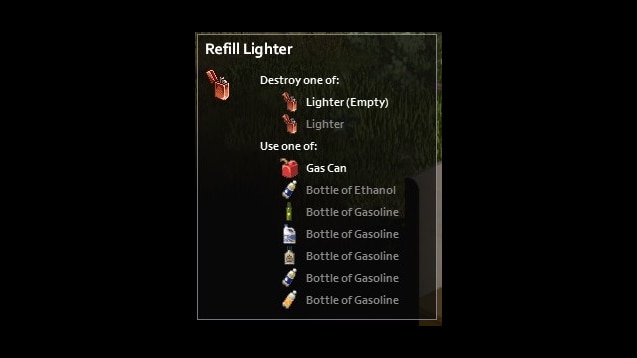 Refill Lighter
Destroy one of:
Lighter (Empty)
Lighter
Use one of:
Gas Can
Bottle of Ethanol
Bottle of Gasoline
Bottle of Gasoline
Bottle of Gasoline
Bottle of Gasoline
Bottle of Gasoline